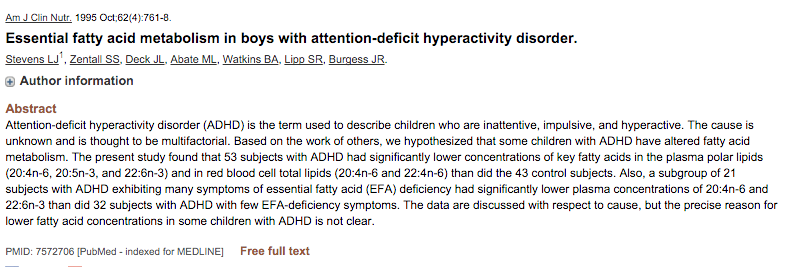 Am J Clin Nutr. 1995 Oct;62(4):761-8.
Essential fatty acid metabolism in boys with attention-deficit hyperactivity disorder.
Stevens LJ1, Zentall SS, Deck JL, Abate ML, Watkins BA, Lipp SR, Burgess JR.
Author information
Abstract
Attention-deficit hyperactivity disorder (ADHD) is the term used to describe children who are inattentive, impulsive, and hyperactive. The cause is
unknown and is thought to be multifactorial. Based on the work of others, we hypothesized that some children with ADHD have altered fatty acid
metabolism. The present study found that 53 subjects with ADHD had significantly lower concentrations of key fatty acids in the plasma polar lipids
(20:4n-6, 20:5n-3, and 22:6n-3) and in red blood cell total lipids (20:4n-6 and 22:4n-6) than did the 43 control subjects. Also, a subgroup of 21
subjects with ADHD exhibiting many symptoms of essential fatty acid (EFA) deficiency had significantly lower plasma concentrations of 20:4n-6 and
22:6n-3 than did 32 subjects with ADHD with few EFA-deficiency symptoms. The data are discussed with respect to cause, but the precise reason for
lower fatty acid concentrations in some children with ADHD is not clear.
PMID: 7572706 [PubMed - indexed for MEDLINE] Free full text